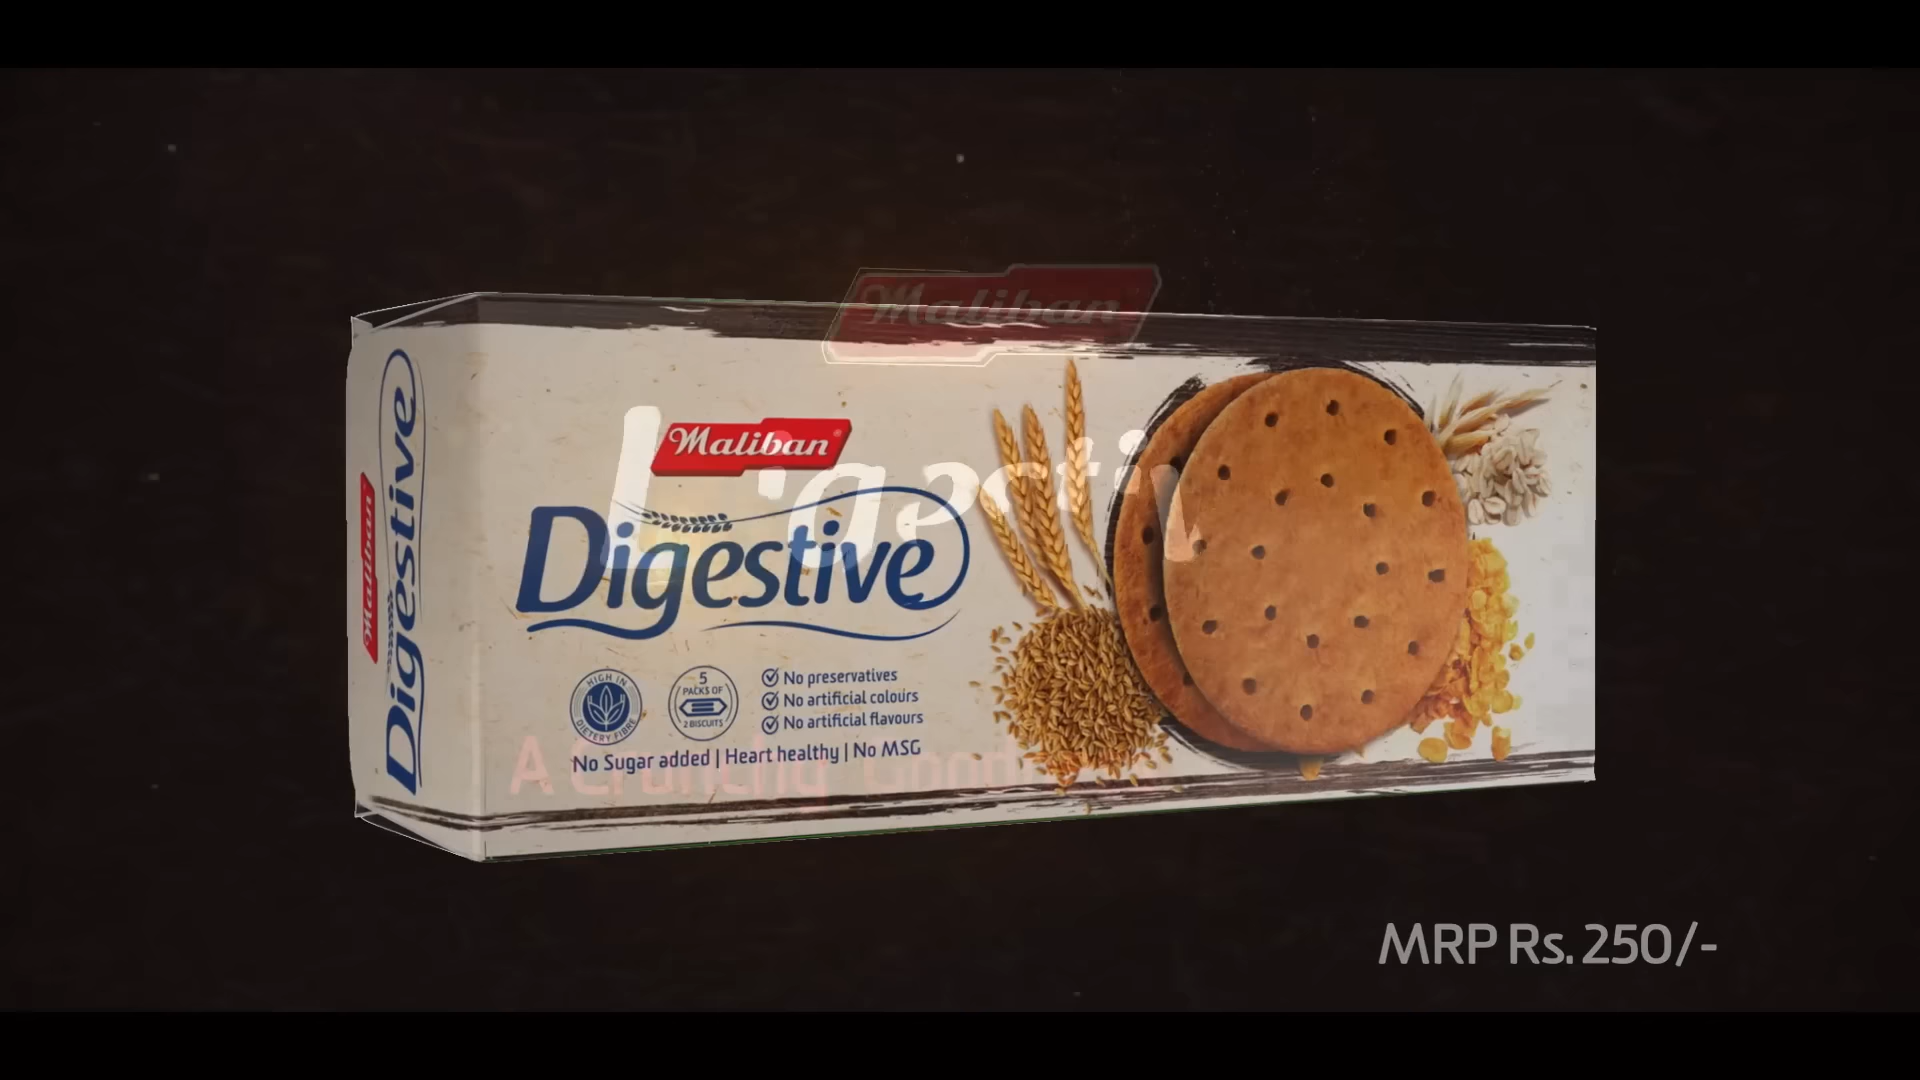 Maliban
Maliban
Digestive
Maliban
Digestive
HIGH IN
DIETERY FIBRE
5
PACKS OF
2 BISCUITS
No preservatives
No artificial colours
No artificial flavours
No Sugar added | Heart healthy | No MSG
A Crunchy
MRP Rs. 250/-